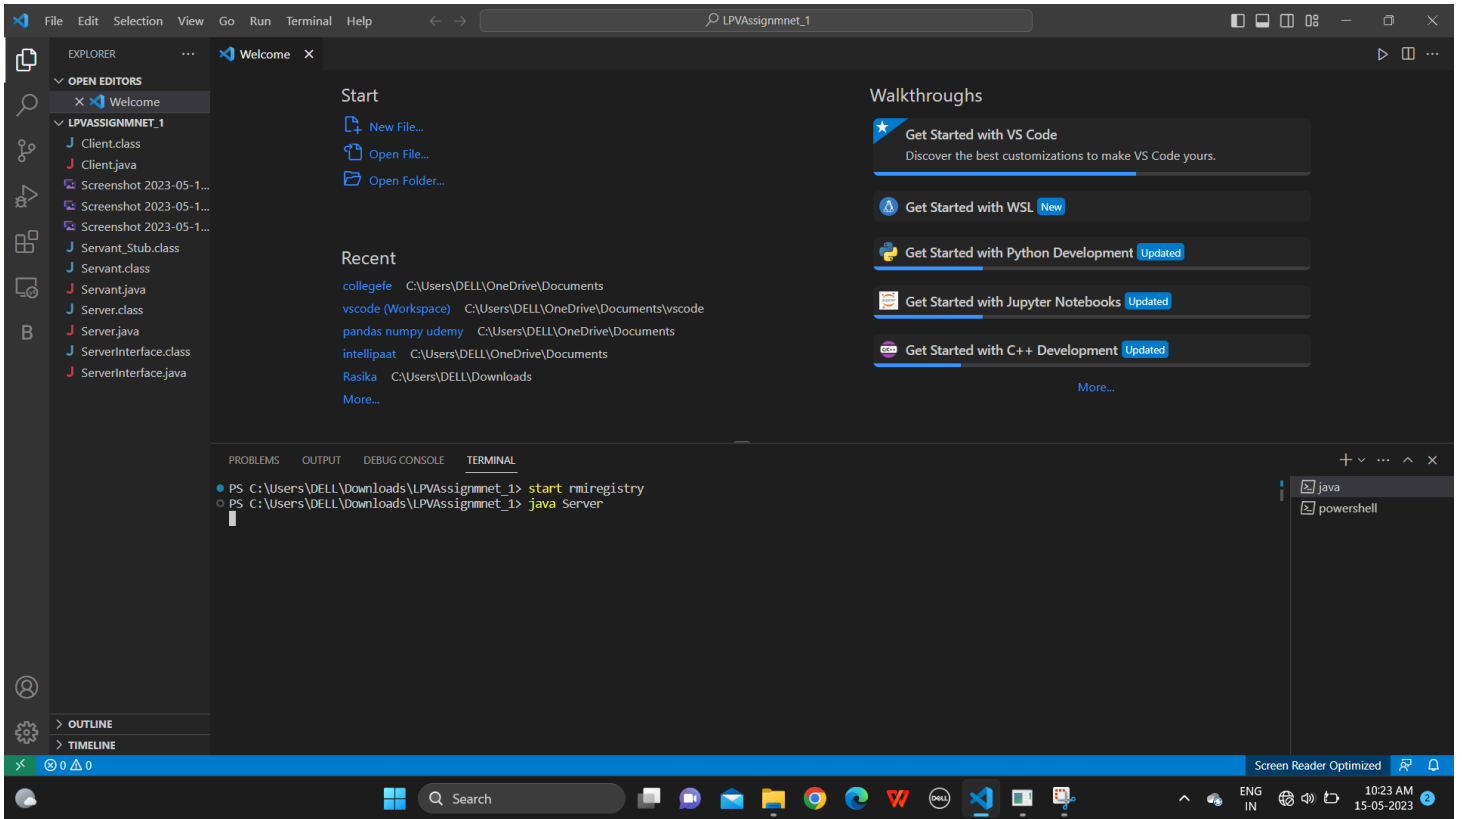 File Edit Selection View Go Run Terminal Help
LPVAssignmnet_1
EXPLORER
Welcome
OPEN EDITORS
Welcome
LPVASSIGNMNET_1
Client.class
Client.java
Screenshot 2023-05-1...
Screenshot 2023-05-1...
Screenshot 2023-05-1...
Servant_Stub.class
Servant.class
Servant.java
Server.class
Server.java
ServerInterface.class
ServerInterface.java
OUTLINE
TIMELINE
Start
New File...
Open File...
Open Folder...
Recent
collegefe C:\Users\DELL\OneDrive\Documents
vscode (Workspace) C:\Users\DELL\OneDrive\Documents\vscode
pandas numpy udemy C:\Users\DELL\OneDrive\Documents
intellipaat C:\Users\DELL\OneDrive\Documents
Rasika C:\Users\DELL\Downloads
More...
Walkthroughs
Get Started with VS Code
Discover the best customizations to make VS Code yours.
Get Started with WSL New
Get Started with Python Development Updated
Get Started with Jupyter Notebooks Updated
Get Started with C++ Development Updated
More...
PROBLEMS OUTPUT DEBUG CONSOLE TERMINAL
PS C:\Users\DELL\Downloads\LPVAssignmnet_1> start rmiregistry
PS C:\Users\DELL\Downloads\LPVAssignmnet_1> java Server
java
powershell
0 0
Screen Reader Optimized
Search
DELL
ENG
IN
10:23 AM
15-05-2023
2